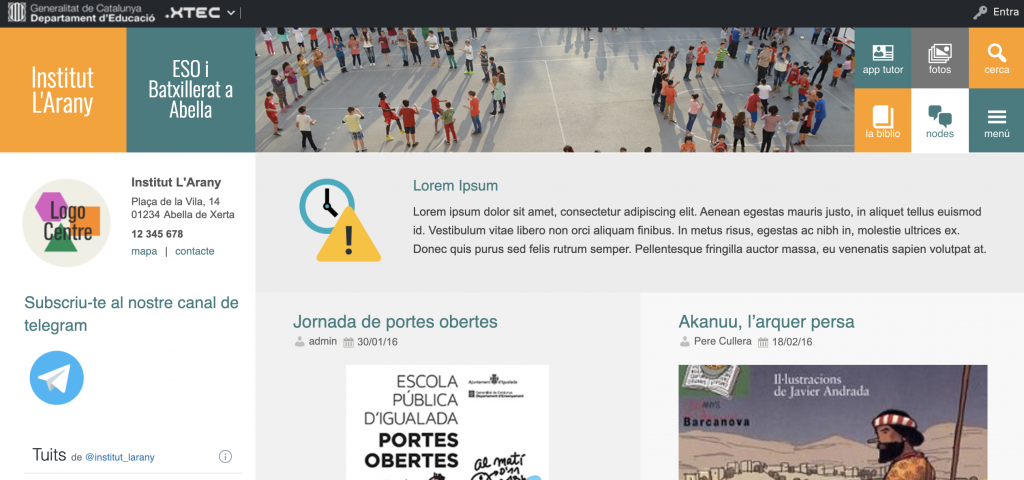 Generalitat de Catalunya
Departament d'Educació
.XTEC
Entra
Institut
L'Arany
ESO i
Batxillerat a
Abella
app tutor
fotos
cerca
la biblio
nodes
menú
Logo
Centre
Institut L'Arany
Plaça de la Vila, 14
01234 Abella de Xerta
12 345 678
mapa | contacte
Lorem Ipsum
Lorem ipsum dolor sit amet, consectetur adipiscing elit. Aenean egestas mauris justo, in aliquet tellus euismod
id. Vestibulum vitae libero non orci aliquam finibus. In metus risus, egestas ac nibh in, molestie ultrices ex.
Donec quis purus sed felis rutrum semper. Pellentesque fringilla auctor massa, eu venenatis sapien volutpat at.
Subscriu-te al nostre canal de
telegram
Tuits de @institut_larany
Jornada de portes obertes
admin 30/01/16
ESCOLA
PÚBLICA
D'IGUALADA
PORTES
OBERTES
Ajuntament d'Igualada
Generalitat de Catalunya
Departament d'Ensenyament
al matí
d'11
Akanuu, l'arquer persa
Pere Cullera 18/02/16
Il·lustracions
de Javier Andrada
Barcanova